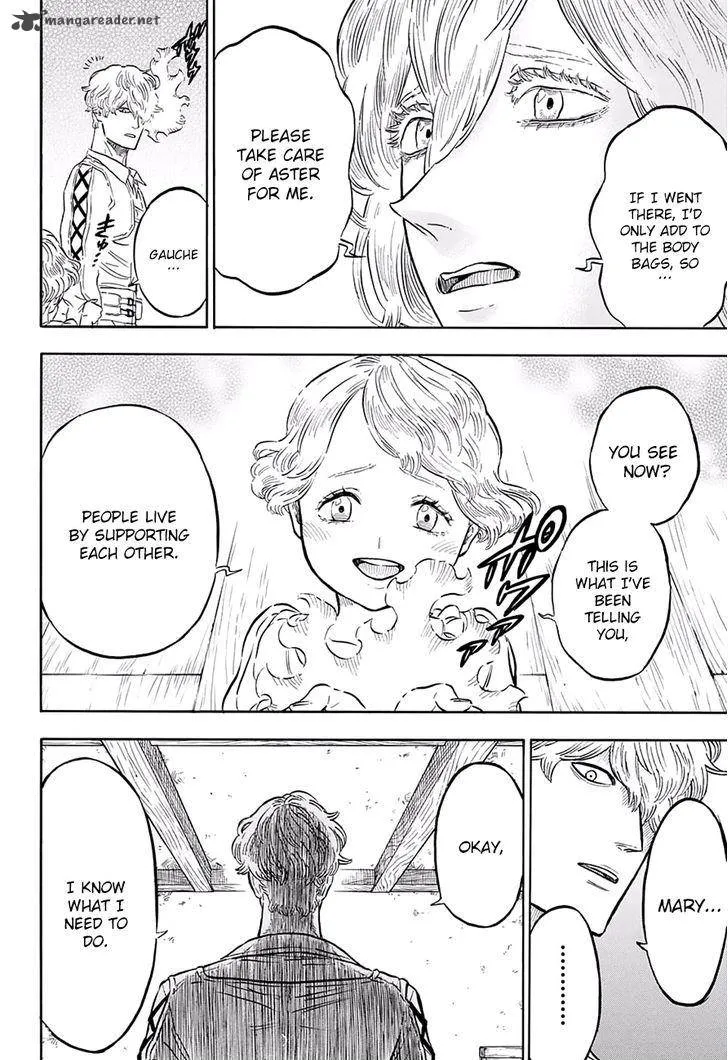 mangareader.net
IF I WENT
THERE, I'D
ONLY ADD TO
THE BODY
BAGS, SO
...
PLEASE
TAKE CARE
OF ASTER
FOR ME.
GAUCHE
...
YOU SEE
NOW?
THIS IS
WHAT I'VE
BEEN
TELLING
YOU,
PEOPLE LIVE
BY SUPPORTING
EACH OTHER.
MARY...
.........
OKAY,
I KNOW
WHAT I
NEED TO
DO.